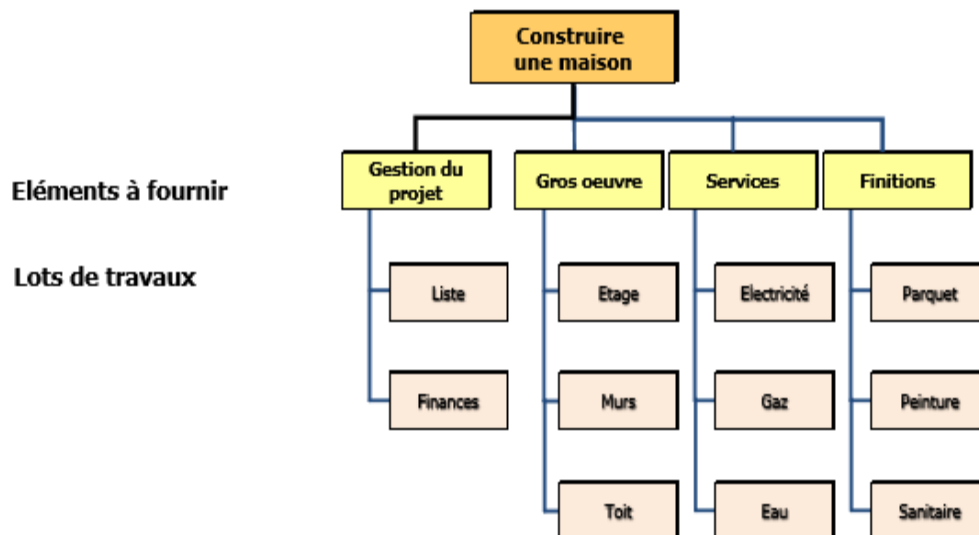 Construire
une maison
Eléments à fournir
Gestion du
projet
Gros oeuvre
Services
Finitions
Lots de travaux
Liste
Etage
Electricité
Parquet
Finances
Murs
Gaz
Peinture
Toit
Eau
Sanitaire